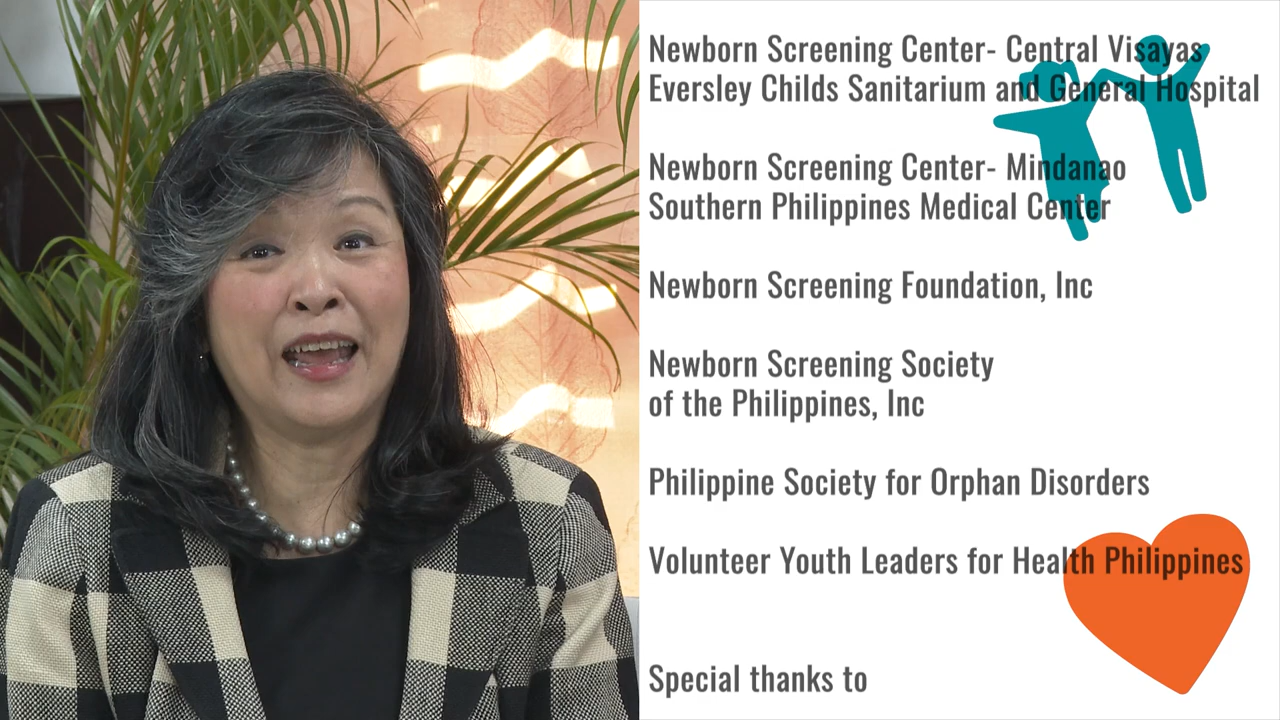 Newborn Screening Center- Central Visayas
Eversley Childs Sanitarium and General Hospital
Newborn Screening Center- Mindanao
Southern Philippines Medical Center
Newborn Screening Foundation, Inc
Newborn Screening Society
of the Philippines, Inc
Philippine Society for Orphan Disorders
Volunteer Youth Leaders for Health Philippines
Special thanks to